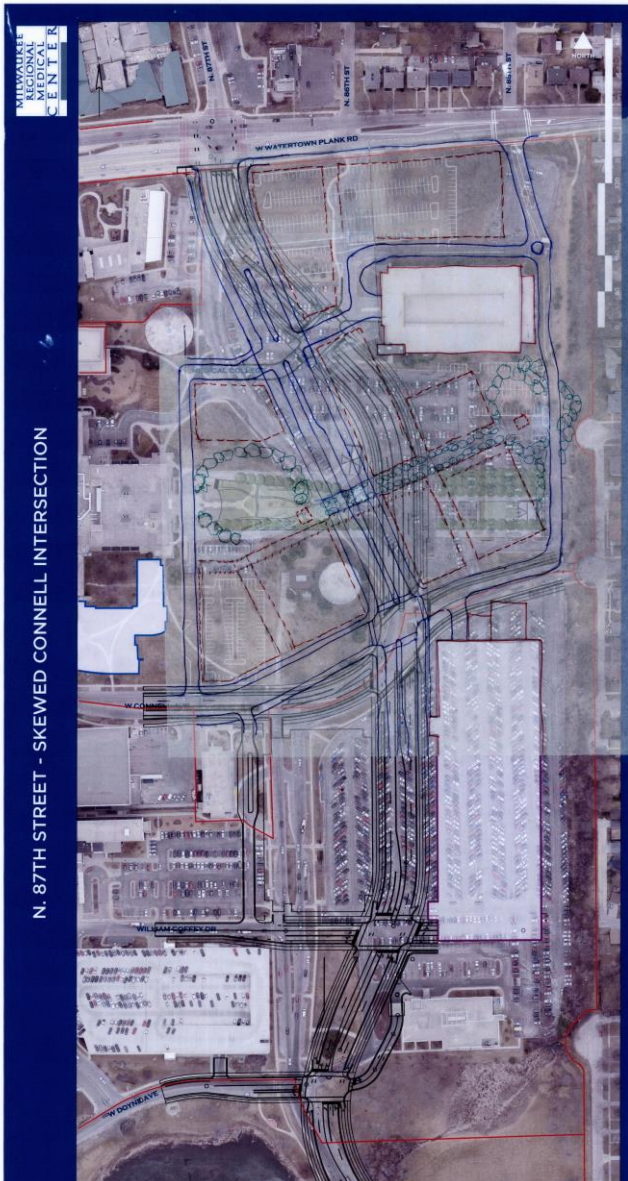 MILWAUKEE
REGIONAL
MEDICAL
CENTER
N. 87TH STREET - SKEWED CONNELL INTERSECTION
N. 87TH ST
N. 86TH ST
NORTH
W WATERTOWN PLANK RD
WILLIAM COFFEY DR
W DOYNE AVE